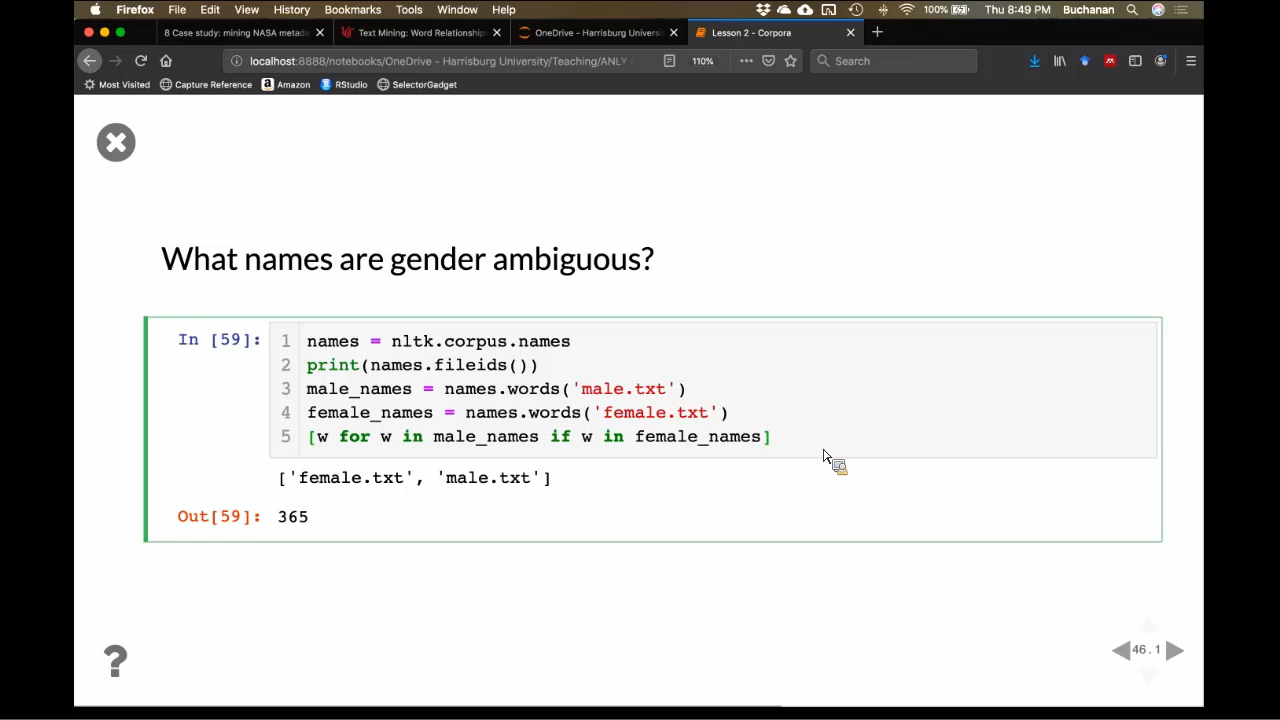 Firefox File Edit View History Bookmarks Tools Window Help 100% Thu 8:49 PM Buchanan
8 Case study: mining NASA metada Text Mining: Word Relationship OneDrive - Harrisburg Universi Lesson 2 - Corpora
localhost:8888/notebooks/OneDrive - Harrisburg University/Teaching/ANLY 110% Search
Most Visited Capture Reference Amazon RStudio SelectorGadget
What names are gender ambiguous?
In [59]: 1 names = nltk.corpus.names
2 print(names.fileids())
3 male_names = names.words('male.txt')
4 female_names = names.words('female.txt')
5 [w for w in male_names if w in female_names]
['female.txt', 'male.txt']
Out[59]: 365
?
46.1